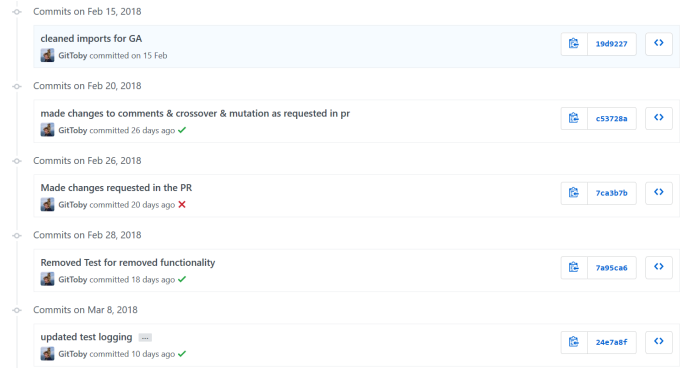 Commits on Feb 15, 2018
cleaned imports for GA
GitToby committed on 15 Feb
19d9227
Commits on Feb 20, 2018
made changes to comments & crossover & mutation as requested in pr
GitToby committed 26 days ago
c53728a
Commits on Feb 26, 2018
Made changes requested in the PR
GitToby committed 20 days ago
7ca3b7b
Commits on Feb 28, 2018
Removed Test for removed functionality
GitToby committed 18 days ago
7a95ca6
Commits on Mar 8, 2018
updated test logging ...
GitToby committed 10 days ago
24e7a8f